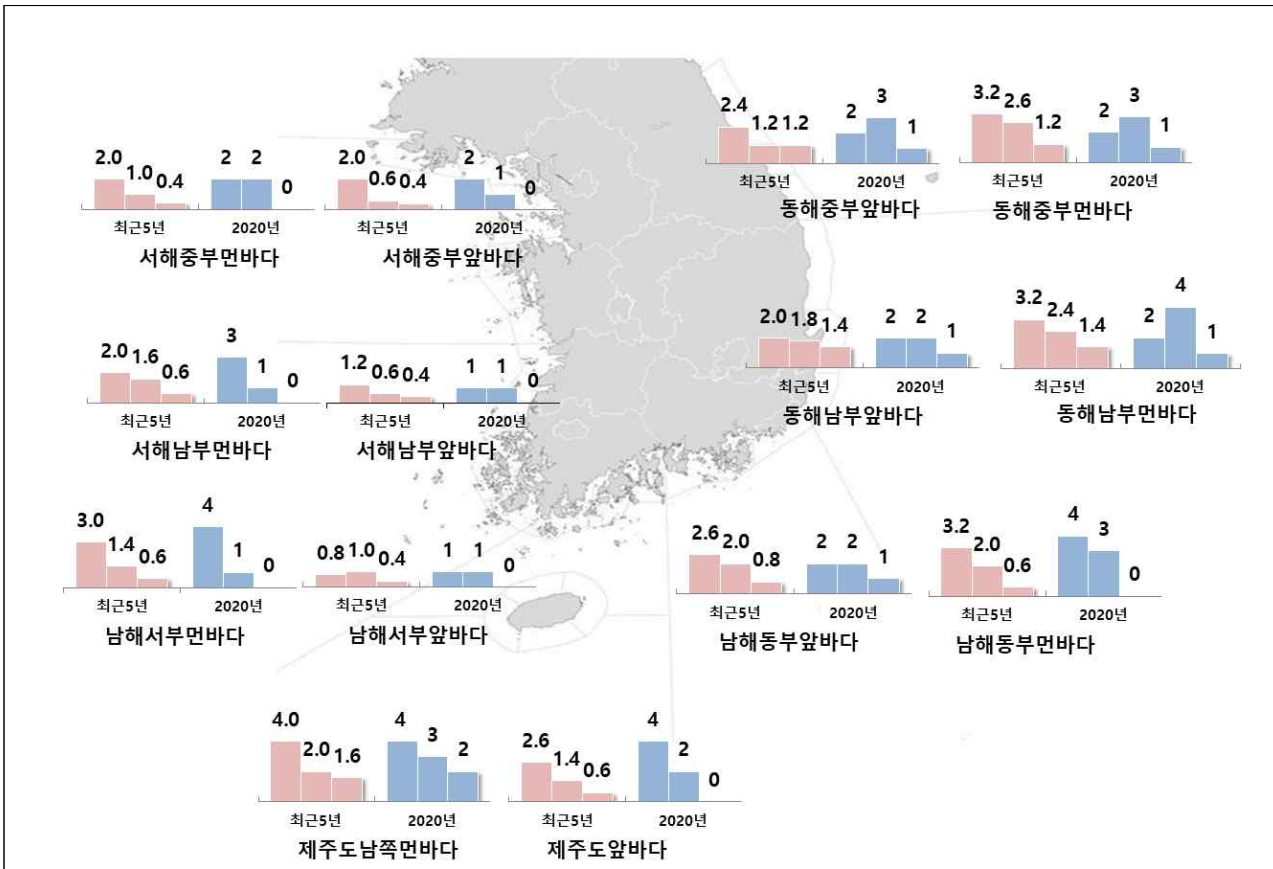 2.4 1.2 1.2 2 3 1
최근5년 2020년
동해중부앞바다
3.2 2.6 1.2 2 3 1
최근5년 2020년
동해중부먼바다
2.0 1.0 0.4 2 2 0
최근5년 2020년
서해중부먼바다
2.0 0.6 0.4 2 1 0
최근5년 2020년
서해중부앞바다
2.0 1.8 1.4 2 2 1
최근5년 2020년
동해남부앞바다
3.2 2.4 1.4 2 4 1
최근5년 2020년
동해남부먼바다
2.0 1.6 0.6 3 1 0
최근5년 2020년
서해남부먼바다
1.2 0.6 0.4 1 1 0
최근5년 2020년
서해남부앞바다
3.0 1.4 0.6 4 1 0
최근5년 2020년
남해서부먼바다
0.8 1.0 0.4 1 1 0
최근5년 2020년
남해서부앞바다
2.6 2.0 0.8 2 2 1
최근5년 2020년
남해동부앞바다
3.2 2.0 0.6 4 3 0
최근5년 2020년
남해동부먼바다
4.0 2.0 1.6 4 3 2
최근5년 2020년
제주도남쪽먼바다
2.6 1.4 0.6 4 2 0
최근5년 2020년
제주도앞바다